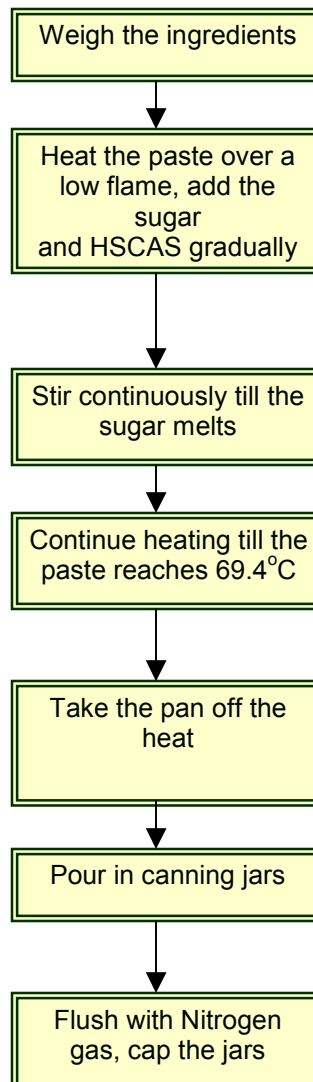 Weigh the ingredients
Heat the paste over a
low flame, add the
sugar
and HSCAS gradually
Stir continuously till the
sugar melts
Continue heating till the
paste reaches 69.4°C
Take the pan off the
heat
Pour in canning jars
Flush with Nitrogen
gas, cap the jars